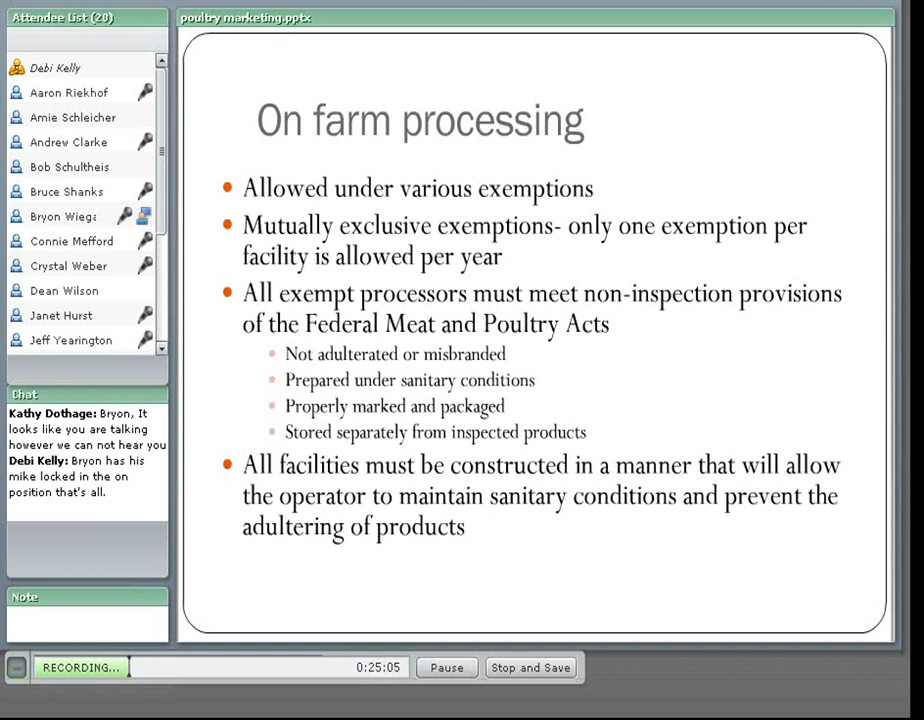 Attendee List (20)
Debi Kelly
Aaron Riekhof
Amie Schleicher
Andrew Clarke
Bob Schultheis
Bruce Shanks
Bryon Wiega
Connie Mefford
Crystal Weber
Dean Wilson
Janet Hurst
Jeff Yearington
Chat
Kathy Dothage: Bryon, It
looks like you are talking
however we can not hear you
Debi Kelly: Bryon has his
mike locked in the on
position that's all.
Note
poultry marketing.pptx
On farm processing
• Allowed under various exemptions
• Mutually exclusive exemptions- only one exemption per
facility is allowed per year
• All exempt processors must meet non-inspection provisions
of the Federal Meat and Poultry Acts
• Not adulterated or misbranded
• Prepared under sanitary conditions
• Properly marked and packaged
• Stored separately from inspected products
• All facilities must be constructed in a manner that will allow
the operator to maintain sanitary conditions and prevent the
adultering of products
RECORDING...
0:25:05
Pause
Stop and Save